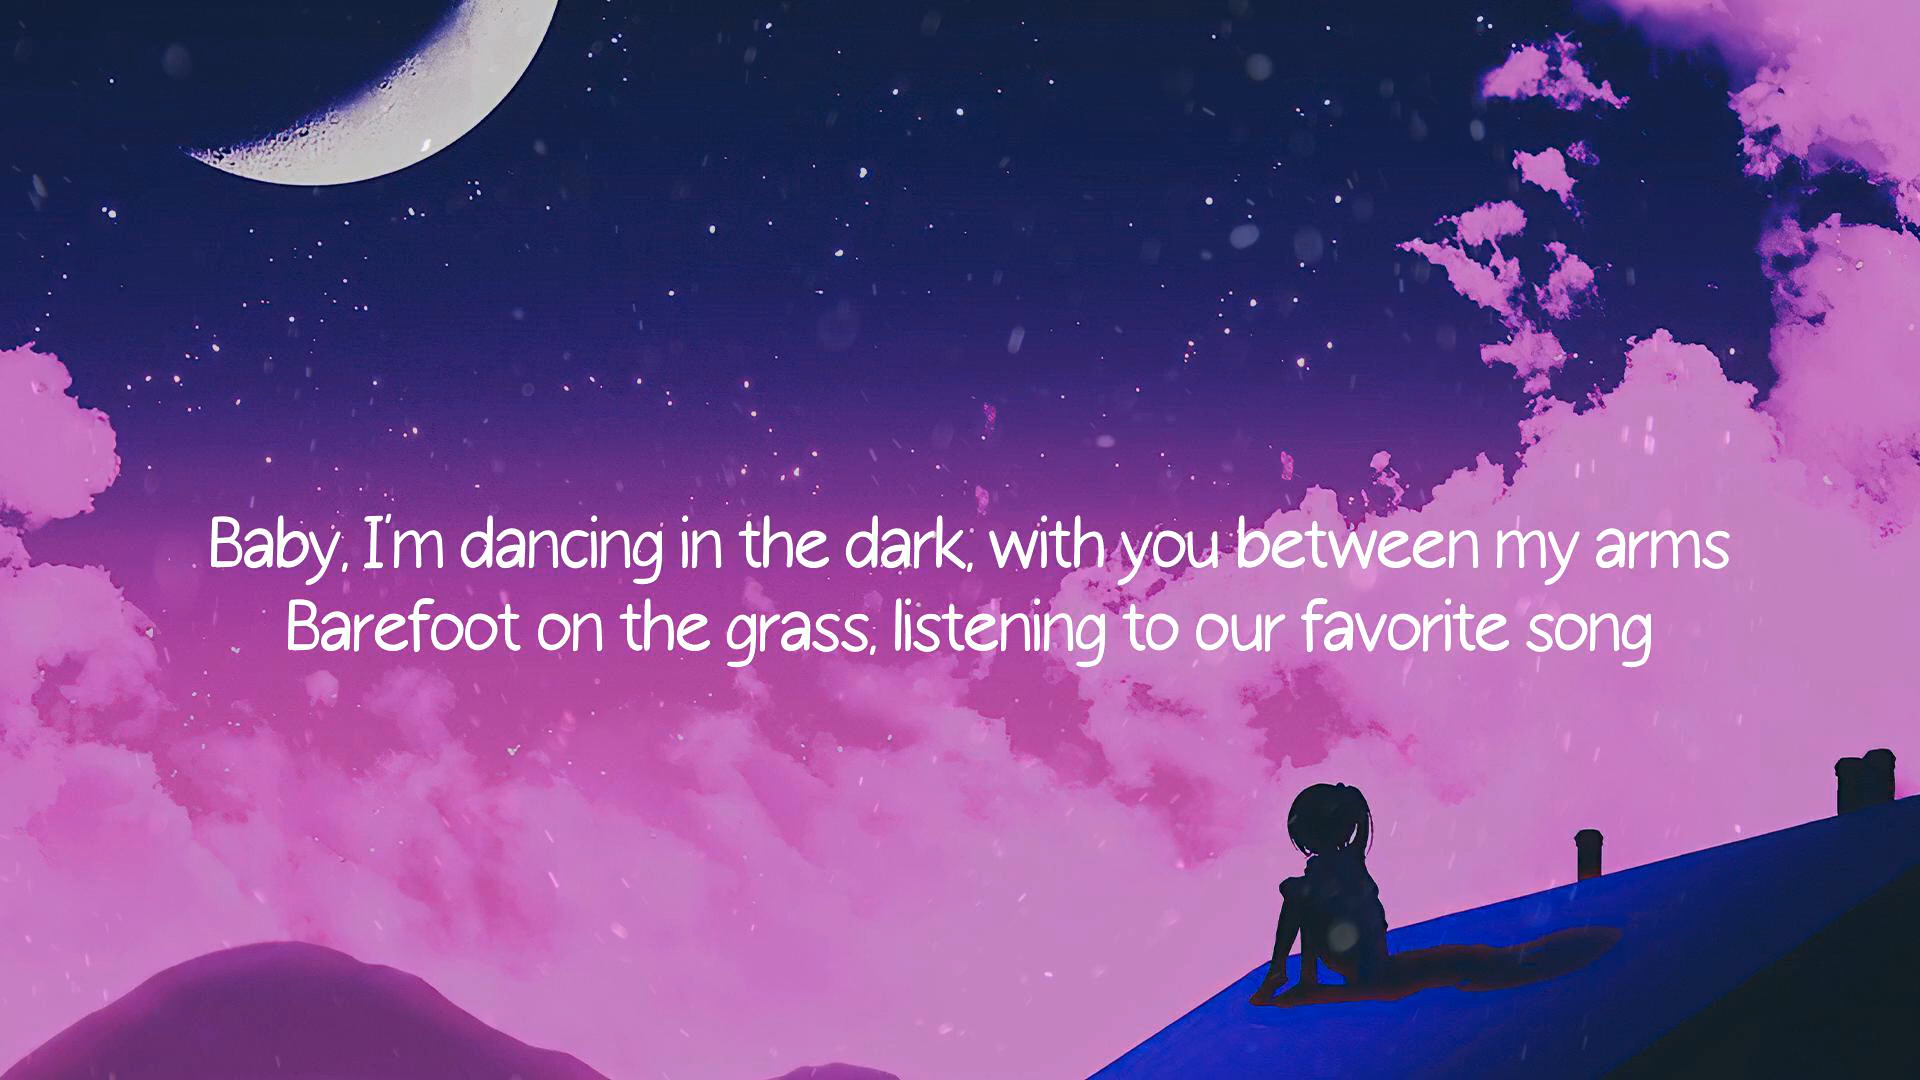 Baby, I'm dancing in the dark, with you between my arms
Barefoot on the grass, listening to our favorite song